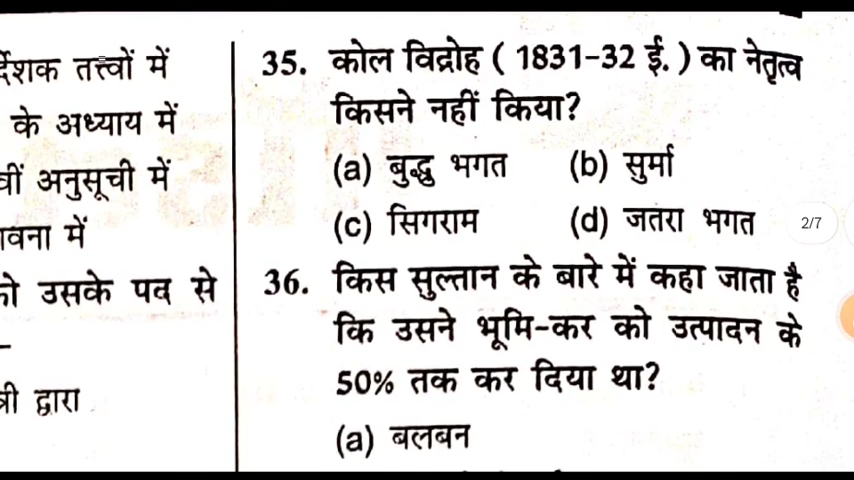 र्देशक तत्त्वों में
के अध्याय में
वीं अनुसूची में
ावना में
को उसके पद से
–
त्री द्वारा
35. कोल विद्रोह ( 1831-32 ई. ) का नेतृत्व
किसने नहीं किया?
(a) बुद्धु भगत (b) सुर्मा
(c) सिगराम (d) जतरा भगत
36. किस सुल्तान के बारे में कहा जाता है
कि उसने भूमि-कर को उत्पादन के
50% तक कर दिया था?
(a) बलबन
2/7